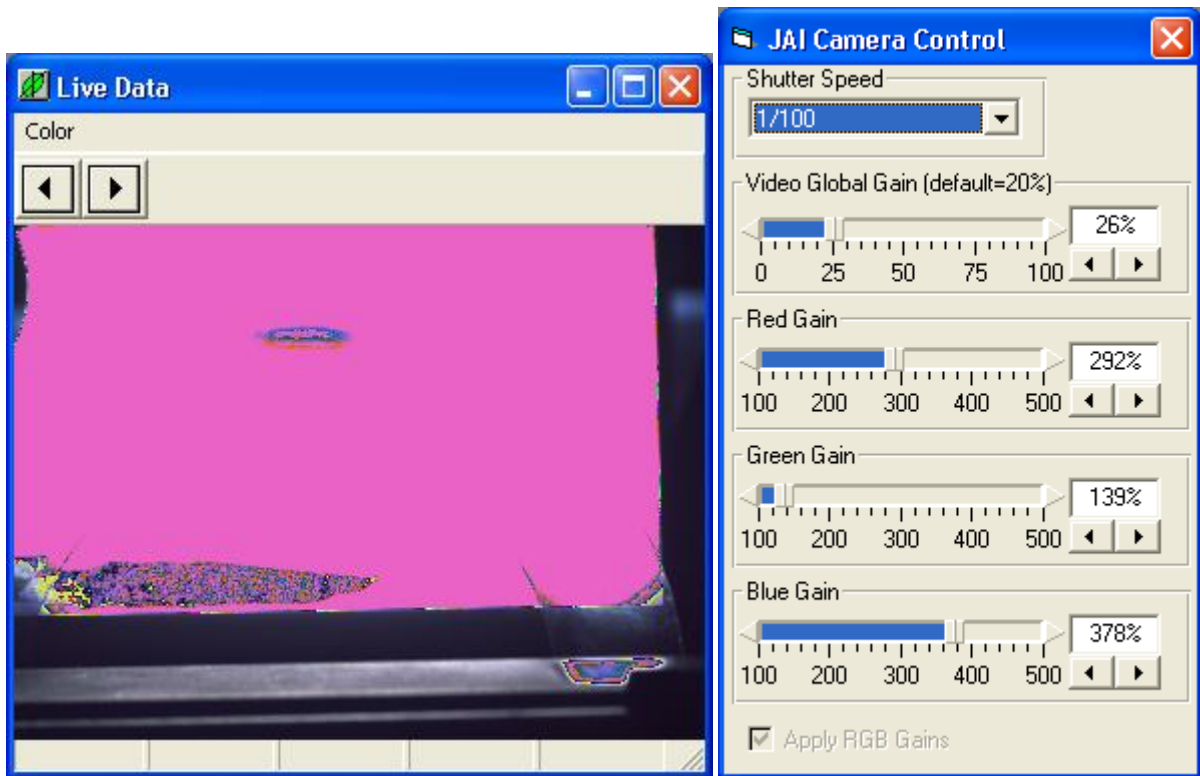 Live Data
Color
JAI Camera Control
Shutter Speed
1/100
Video Global Gain (default=20%)
26%
0 25 50 75 100
Red Gain
292%
100 200 300 400 500
Green Gain
139%
100 200 300 400 500
Blue Gain
378%
100 200 300 400 500
Apply RGB Gains